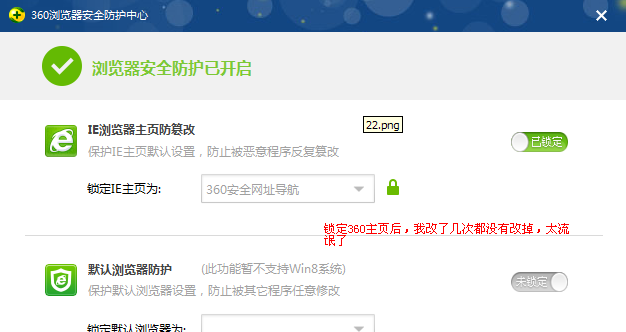 360浏览器安全防护中心
浏览器安全防护已开启
22.png
IE浏览器主页防篡改
已锁定
保护IE主页默认设置，防止被恶意程序反复篡改
锁定IE主页为:
360安全网址导航
锁定360主页后，我改了几次都没有改掉，太流
氓了
默认浏览器防护 (此功能暂不支持Win8系统)
未锁定
保护默认浏览器设置，防止被其它程序任意修改
锁定默认浏览器为: